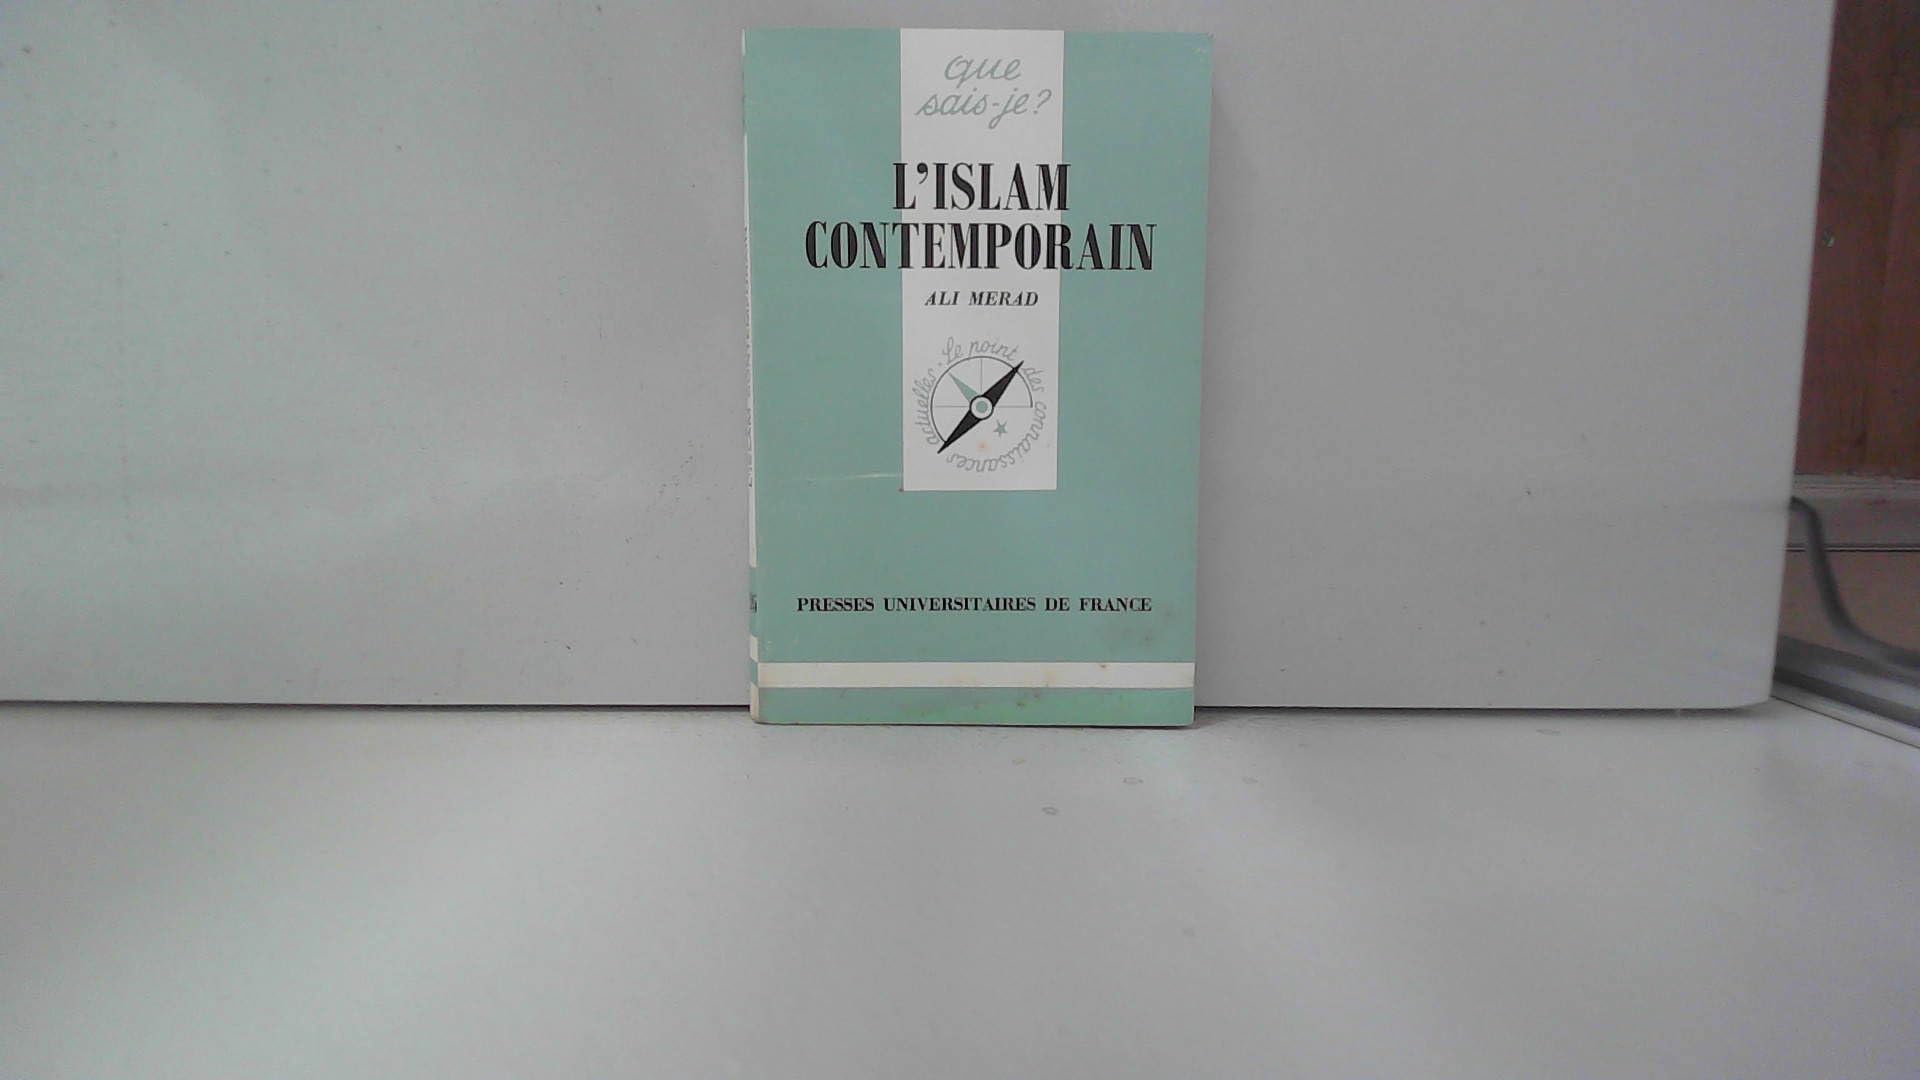 que
sais-je?
L'ISLAM
CONTEMPORAIN
ALI MERAD
Le point des connaissances actuelles
PRESSES UNIVERSITAIRES DE FRANCE